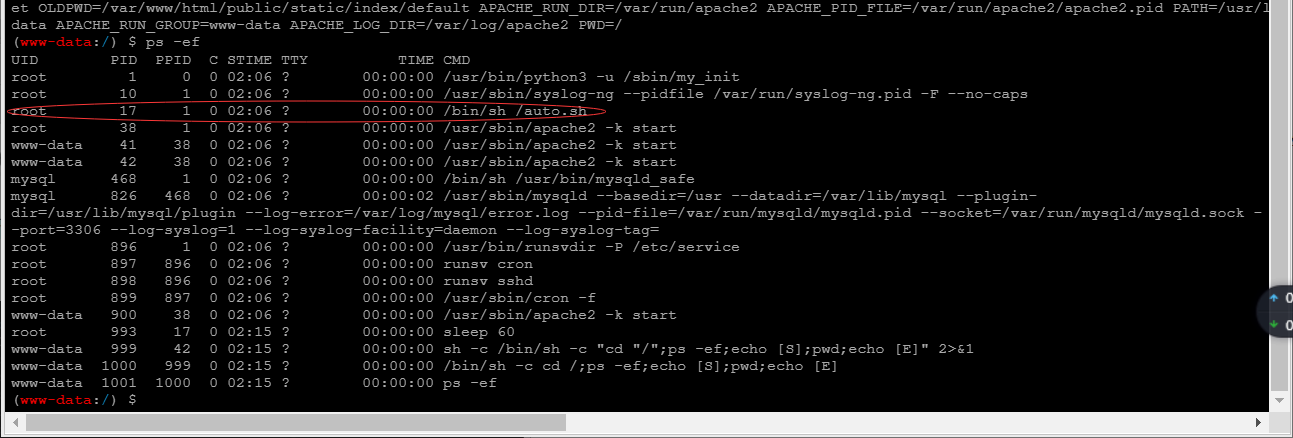 et OLDPWD=/var/www/html/public/static/index/default APACHE_RUN_DIR=/var/run/apache2 APACHE_PID_FILE=/var/run/apache2/apache2.pid PATH=/usr/l
data APACHE_RUN_GROUP=www-data APACHE_LOG_DIR=/var/log/apache2 PWD=/
(www-data:/) $ ps -ef
UID PID PPID C STIME TTY TIME CMD
root 1 0 0 02:06 ? 00:00:00 /usr/bin/python3 -u /sbin/my_init
root 10 1 0 02:06 ? 00:00:00 /usr/sbin/syslog-ng --pidfile /var/run/syslog-ng.pid -F --no-caps
root 17 1 0 02:06 ? 00:00:00 /bin/sh /auto.sh
root 38 1 0 02:06 ? 00:00:00 /usr/sbin/apache2 -k start
www-data 41 38 0 02:06 ? 00:00:00 /usr/sbin/apache2 -k start
www-data 42 38 0 02:06 ? 00:00:00 /usr/sbin/apache2 -k start
mysql 468 1 0 02:06 ? 00:00:00 /bin/sh /usr/bin/mysqld_safe
mysql 826 468 0 02:06 ? 00:00:02 /usr/sbin/mysqld --basedir=/usr --datadir=/var/lib/mysql --plugin-
dir=/usr/lib/mysql/plugin --log-error=/var/log/mysql/error.log --pid-file=/var/run/mysqld/mysqld.pid --socket=/var/run/mysqld/mysqld.sock -
-port=3306 --log-syslog=1 --log-syslog-facility=daemon --log-syslog-tag=
root 896 1 0 02:06 ? 00:00:00 /usr/bin/runsvdir -P /etc/service
root 897 896 0 02:06 ? 00:00:00 runsv cron
root 898 896 0 02:06 ? 00:00:00 runsv sshd
root 899 897 0 02:06 ? 00:00:00 /usr/sbin/cron -f
www-data 900 38 0 02:06 ? 00:00:00 /usr/sbin/apache2 -k start
root 993 17 0 02:15 ? 00:00:00 sleep 60
www-data 999 42 0 02:15 ? 00:00:00 sh -c /bin/sh -c "cd "/";ps -ef;echo [S];pwd;echo [E]" 2>&1
www-data 1000 999 0 02:15 ? 00:00:00 /bin/sh -c cd /;ps -ef;echo [S];pwd;echo [E]
www-data 1001 1000 0 02:15 ? 00:00:00 ps -ef
(www-data:/) $
0
0